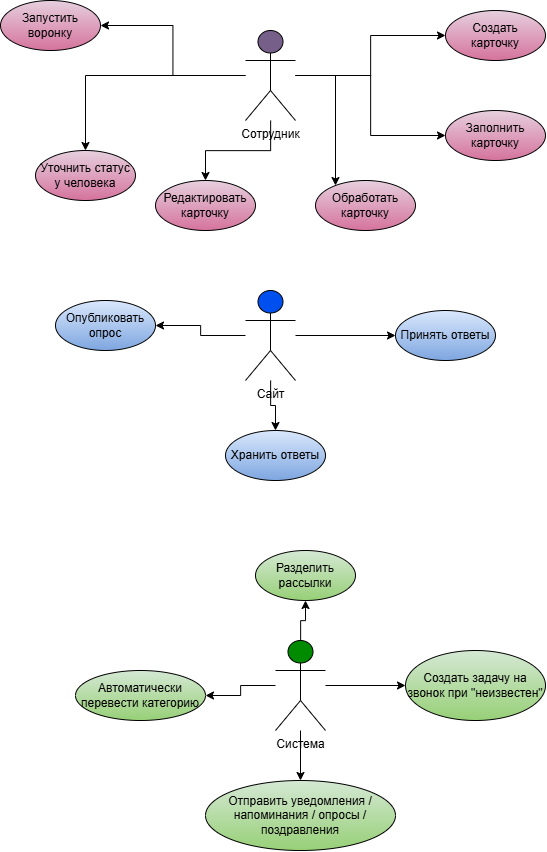 Запустить
воронку
Создать
карточку
Сотрудник
Заполнить
карточку
Уточнить статус
у человека
Редактировать
карточку
Обработать
карточку
Опубликовать
опрос
Принять ответы
Сайт
Хранить ответы
Разделить
рассылки
Автоматически
перевести категорию
Создать задачу на
звонок при "неизвестен"
Система
Отправить уведомления /
напоминания / опросы /
поздравления